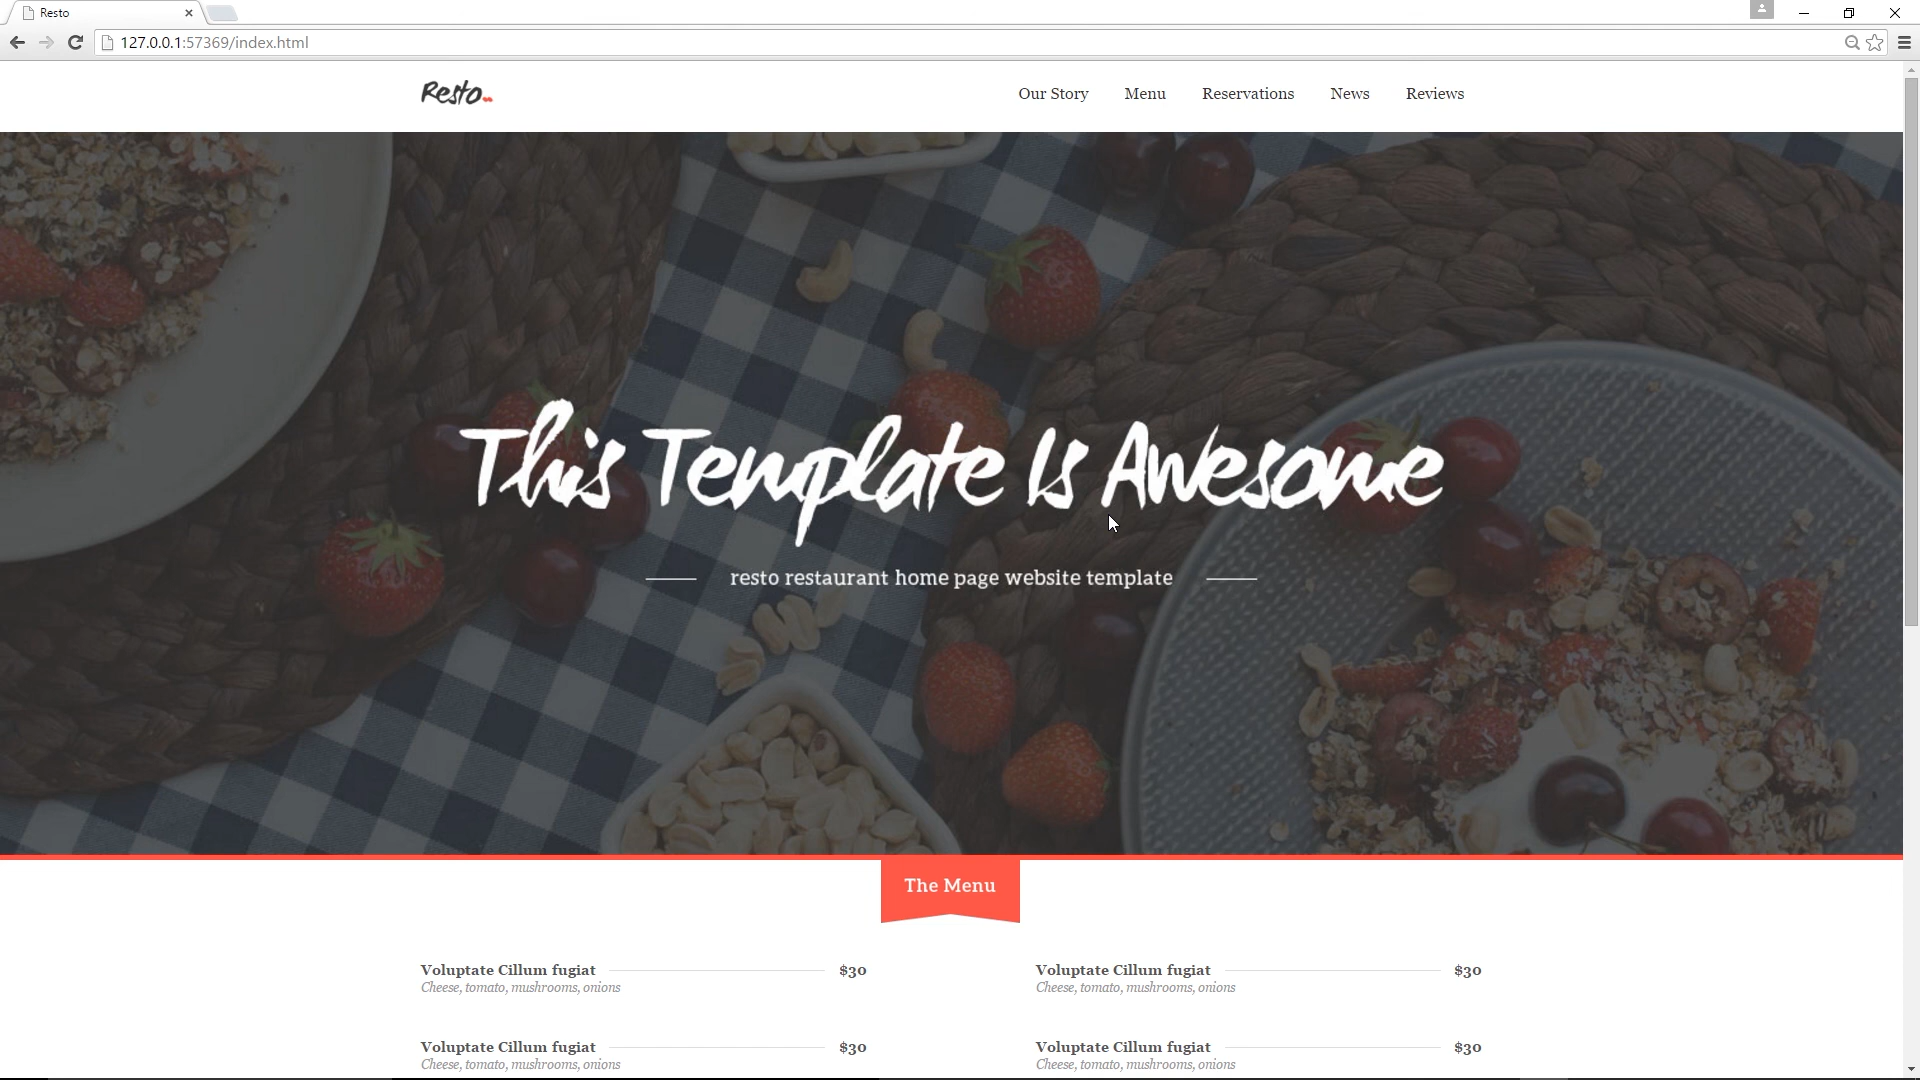 Resto
127.0.0.1:57369/index.html
Resto
Our Story Menu Reservations News Reviews
This Template Is Awesome
resto restaurant home page website template
The Menu
Voluptate Cillum fugiat $30
Cheese, tomato, mushrooms, onions
Voluptate Cillum fugiat $30
Cheese, tomato, mushrooms, onions
Voluptate Cillum fugiat $30
Cheese, tomato, mushrooms, onions
Voluptate Cillum fugiat $30
Cheese, tomato, mushrooms, onions